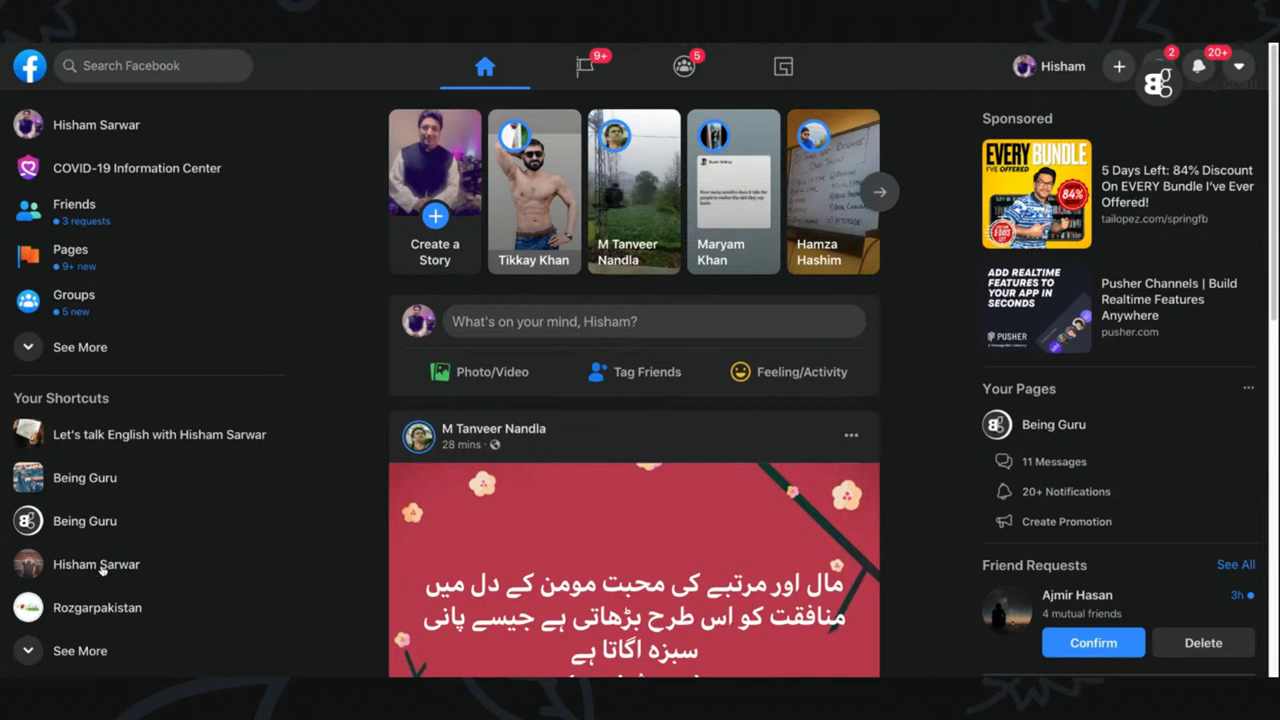 Search Facebook
9+
5
Hisham
2
20+
Hisham Sarwar
COVID-19 Information Center
Friends
3 requests
Pages
9+ new
Groups
5 new
See More
Your Shortcuts
Let's talk English with Hisham Sarwar
Being Guru
Being Guru
Hisham Sarwar
Rozgarpakistan
See More
Create a
Story
Tikkay Khan
M Tanveer
Nandla
Maryam
Khan
Hamza
Hashim
What's on your mind, Hisham?
Photo/Video
Tag Friends
Feeling/Activity
M Tanveer Nandla
28 mins ·
مال اور مرتبے کی محبت مومن کے دل میں
منافقت کو اس طرح بڑھاتی ہے جیسے پانی
سبزہ اگاتا ہے
Sponsored
EVERY BUNDLE
I'VE OFFERED
84%
5 Days Left: 84% Discount
On EVERY Bundle I've Ever
Offered!
tailopez.com/springfb
ADD REALTIME
FEATURES TO
YOUR APP IN
SECONDS
PUSHER
Pusher Channels | Build
Realtime Features
Anywhere
pusher.com
Your Pages
Being Guru
11 Messages
20+ Notifications
Create Promotion
Friend Requests
See All
Ajmir Hasan
3h
4 mutual friends
Confirm
Delete